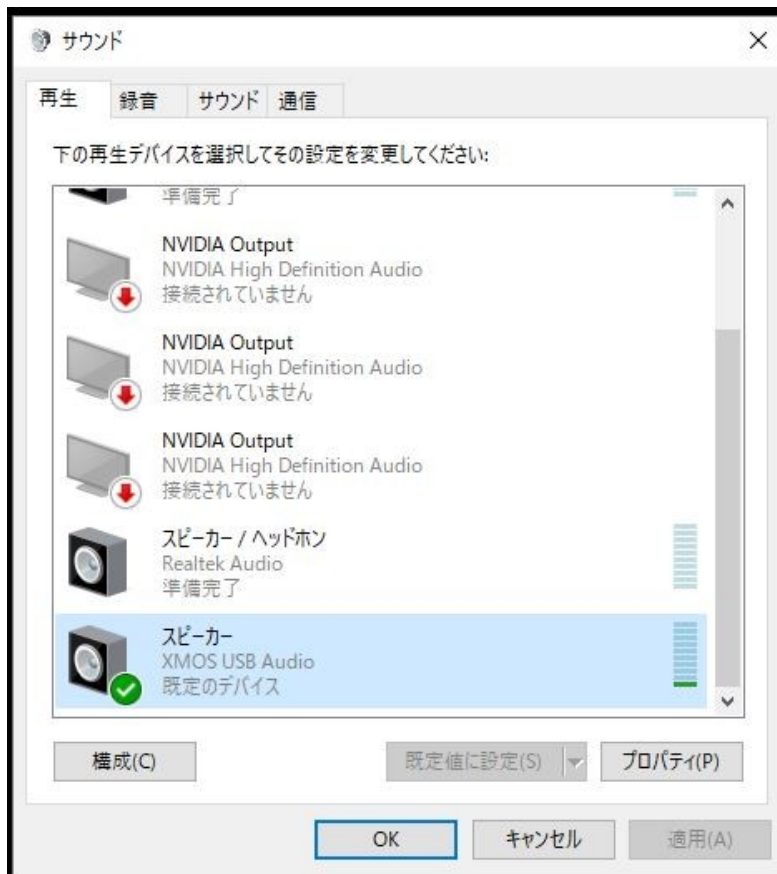 サウンド
再生
録音
サウンド
通信
下の再生デバイスを選択してその設定を変更してください:
準備完了
NVIDIA Output
NVIDIA High Definition Audio
接続されていません
NVIDIA Output
NVIDIA High Definition Audio
接続されていません
NVIDIA Output
NVIDIA High Definition Audio
接続されていません
スピーカー / ヘッドホン
Realtek Audio
準備完了
スピーカー
XMOS USB Audio
既定のデバイス
構成(C)
既定値に設定(S)
プロパティ(P)
OK
キャンセル
適用(A)